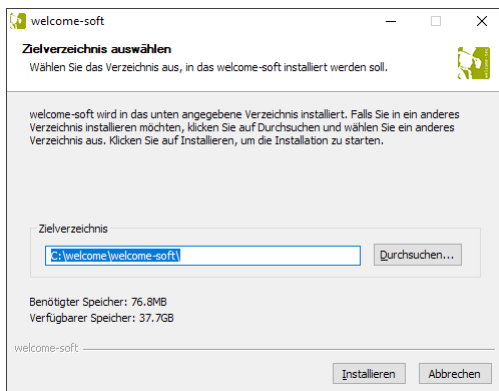 welcome-soft
Zielverzeichnis auswählen
Wählen Sie das Verzeichnis aus, in das welcome-soft installiert werden soll.
welcome-soft wird in das unten angegebene Verzeichnis installiert. Falls Sie in ein anderes
Verzeichnis installieren möchten, klicken Sie auf Durchsuchen und wählen Sie ein anderes
Verzeichnis aus. Klicken Sie auf Installieren, um die Installation zu starten.
Zielverzeichnis
C:\welcome\welcome-soft\
Durchsuchen...
Benötigter Speicher: 76.8MB
Verfügbarer Speicher: 37.7GB
welcome-soft
Installieren
Abbrechen